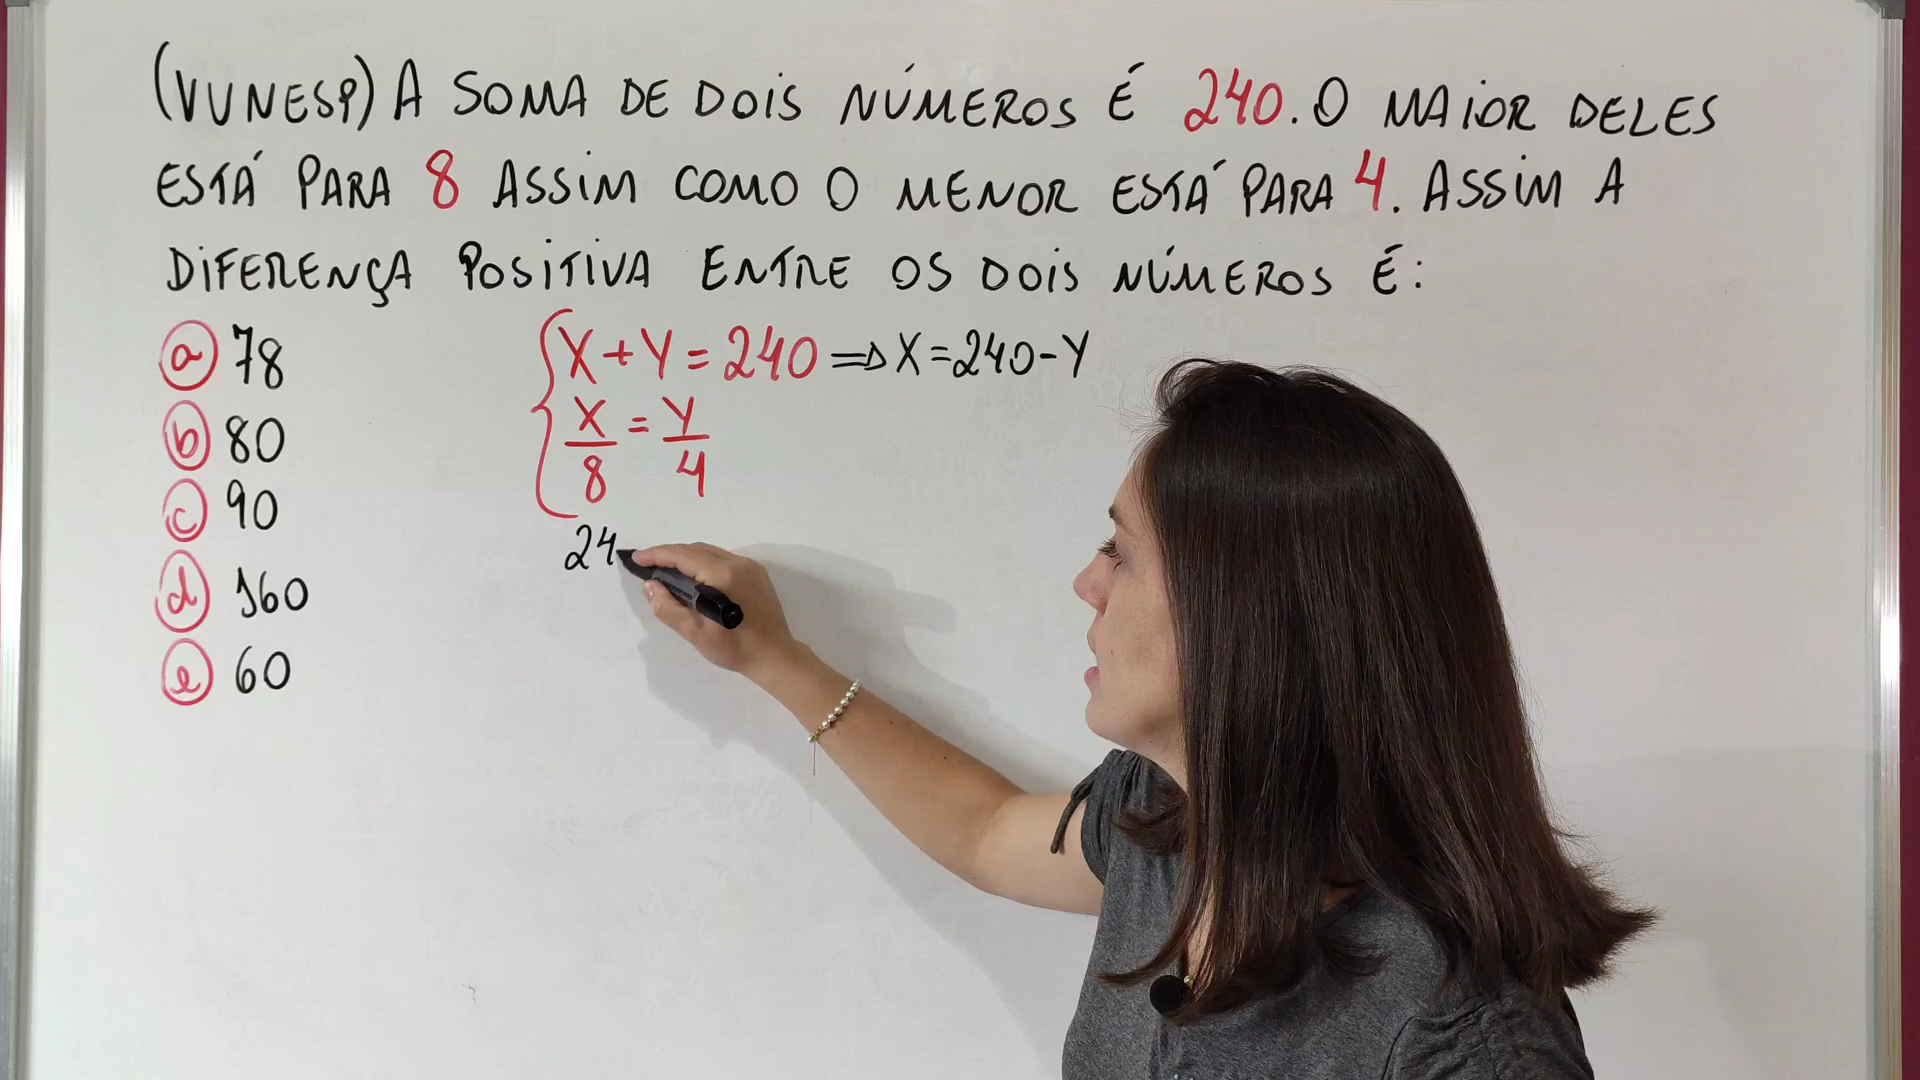 (VUNESP) A SOMA DE DOIS NÚMEROS É 240. O MAIOR DELES
ESTÁ PARA 8 ASSIM COMO O MENOR ESTÁ PARA 4. ASSIM A
DIFERENÇA POSITIVA ENTRE OS DOIS NÚMEROS É:
a 78
b 80
c 90
d 160
e 60
X + Y = 240 ⇒ X = 240 - Y
X/8 = Y/4
24